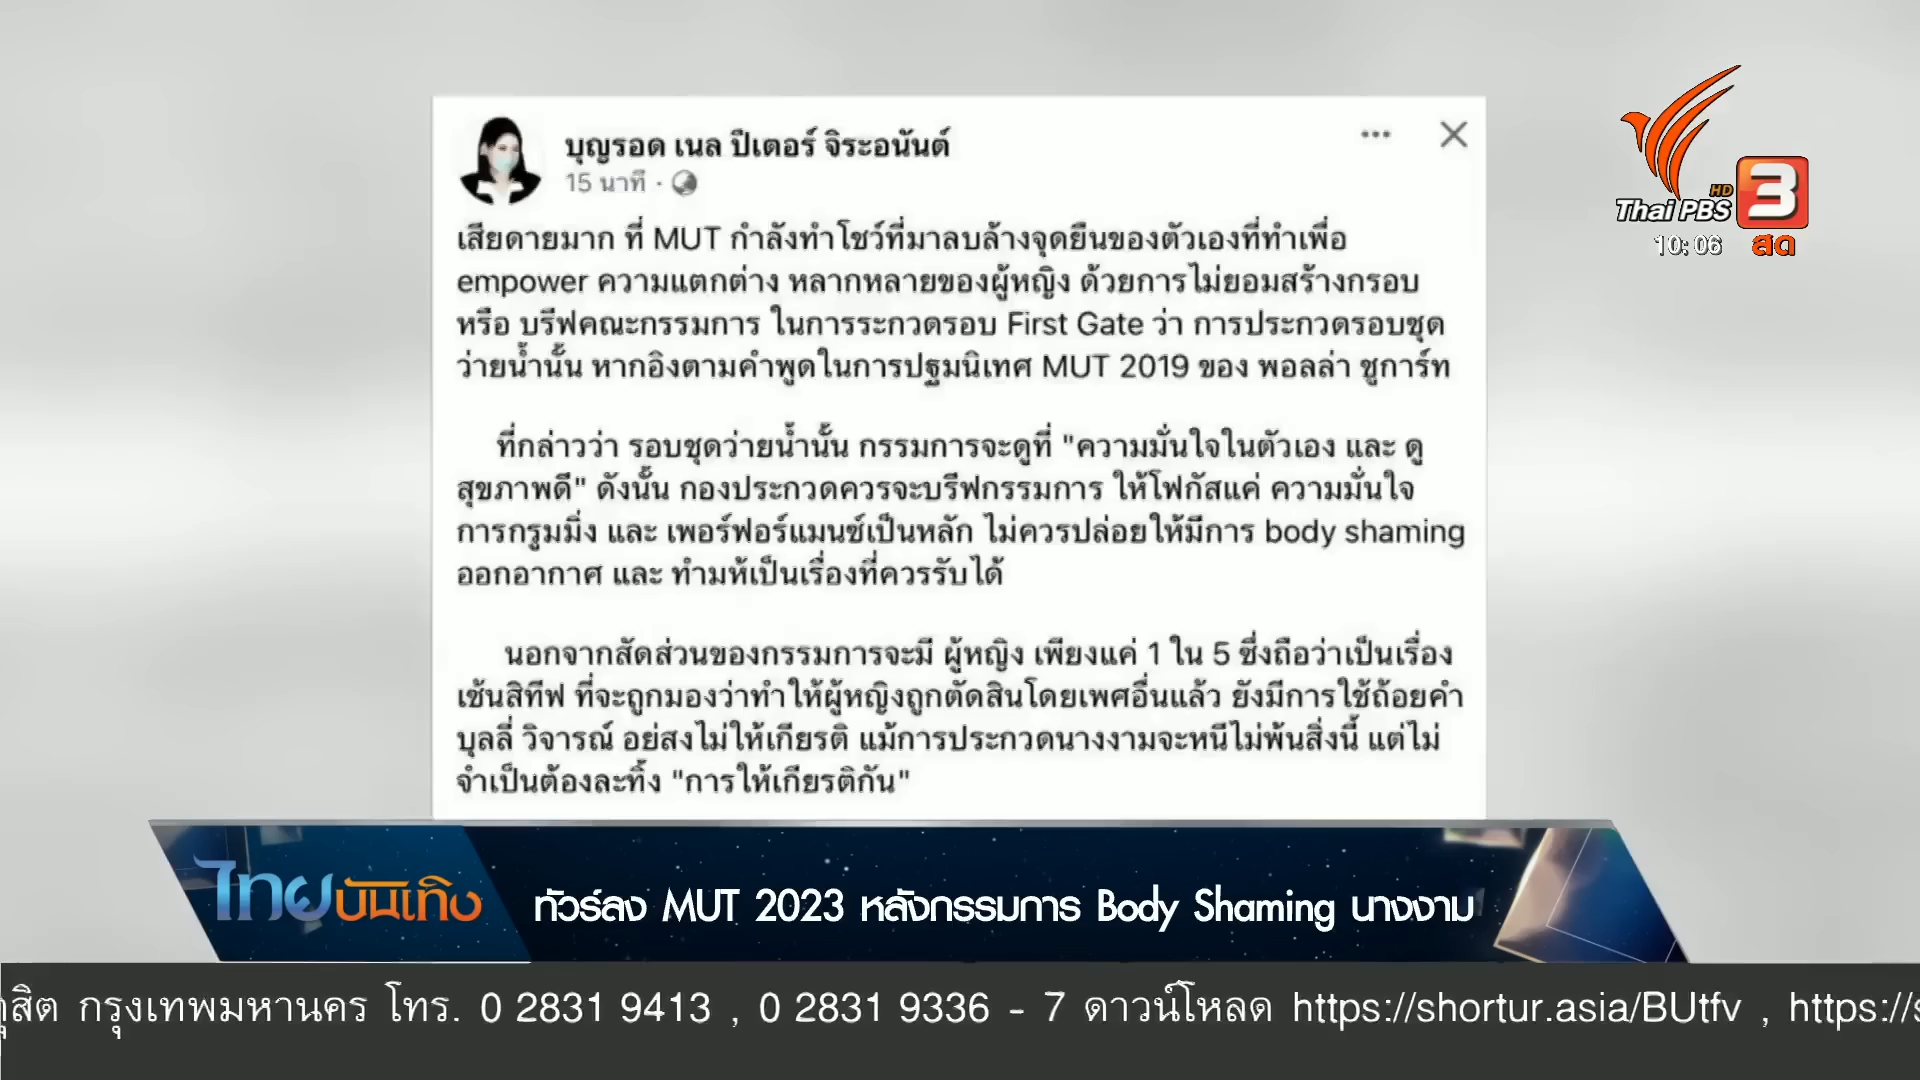 บุญรอด เนล ปีเตอร์ จิระอนันต์
15 นาที ·
เสียดายมาก ที่ MUT กำลังทำโชว์ที่มาลบล้างจุดยืนของตัวเองที่ทำเพื่อ
empower ความแตกต่าง หลากหลายของผู้หญิง ด้วยการไม่ยอมสร้างกรอบ
หรือ บรีฟคณะกรรมการ ในการระกวดรอบ First Gate ว่า การประกวดรอบชุด
ว่ายน้ำนั้น หากอิงตามคำพูดในการปฐมนิเทศ MUT 2019 ของ พอลล่า ชูการ์ท
ที่กล่าวว่า รอบชุดว่ายน้ำนั้น กรรมการจะดูที่ "ความมั่นใจในตัวเอง และ ดู
สุขภาพดี" ดังนั้น กองประกวดควรจะบรีฟกรรมการ ให้โฟกัสแค่ ความมั่นใจ
การกรูมมิ่ง และ เพอร์ฟอร์แมนซ์เป็นหลัก ไม่ควรปล่อยให้มีการ body shaming
ออกอากาศ และ ทำมห้เป็นเรื่องที่ควรรับได้
นอกจากสัดส่วนของกรรมการจะมี ผู้หญิง เพียงแค่ 1 ใน 5 ซึ่งถือว่าเป็นเรื่อง
เซ้นสิทีฟ ที่จะถูกมองว่าทำให้ผู้หญิงถูกตัดสินโดยเพศอื่นแล้ว ยังมีการใช้ถ้อยคำ
บุลลี่ วิจารณ์ อย่สงไม่ให้เกียรติ แม้การประกวดนางงามจะหนีไม่พ้นสิ่งนี้ แต่ไม่
จำเป็นต้องละทิ้ง "การให้เกียรติกัน"
Thai PBS HD 3
10:06 สด
ไทยบันเทิง
ทัวร์ลง MUT 2023 หลังกรรมการ Body Shaming นางงาม
กรุงเทพมหานคร โทร. 0 2831 9413 , 0 2831 9336 - 7 ดาวน์โหลด https://shortur.asia/BUtfv , https://s